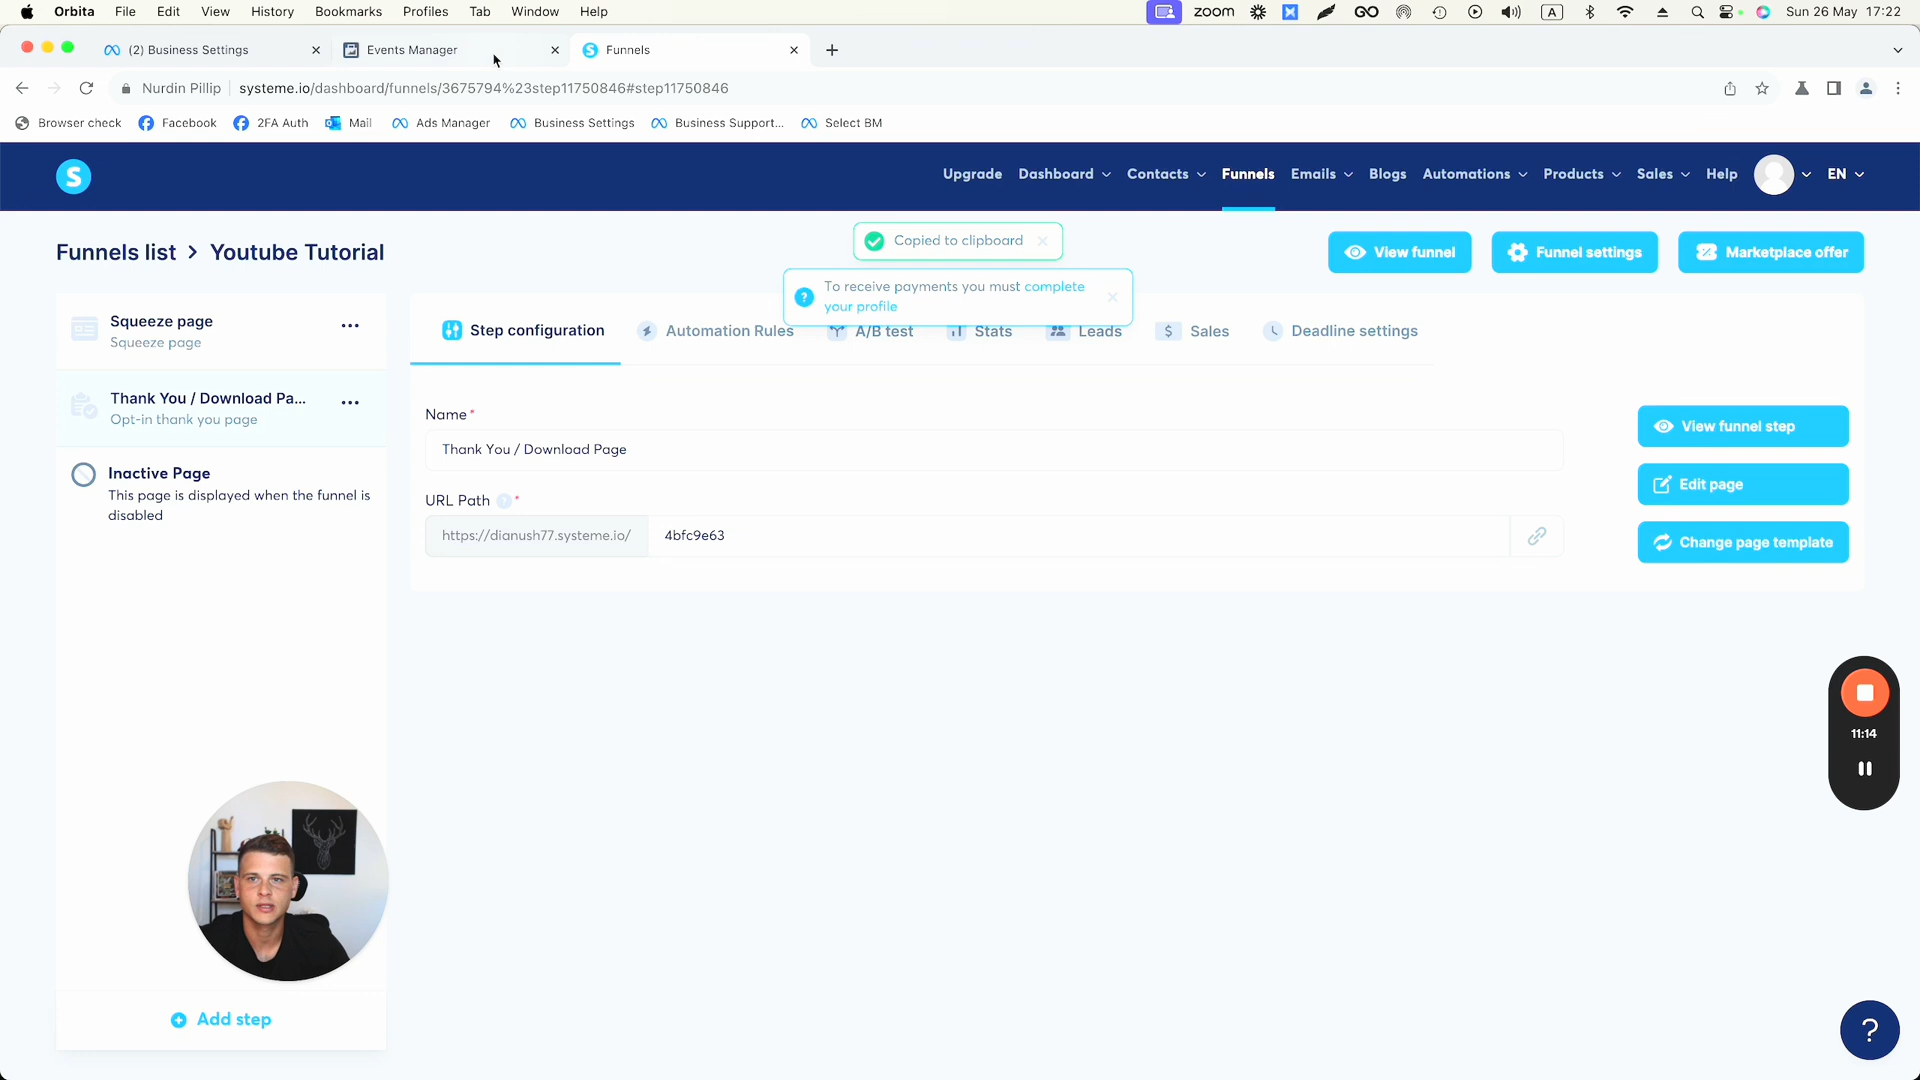 Orbita File Edit View History Bookmarks Profiles Tab Window Help zoom A Sun 26 May 17:22
(2) Business Settings Events Manager Funnels
Nurdin Pillip systeme.io/dashboard/funnels/3675794%23step11750846#step11750846
Browser check Facebook 2FA Auth Mail Ads Manager Business Settings Business Support... Select BM
S Upgrade Dashboard Contacts Funnels Emails Blogs Automations Products Sales Help EN
Copied to clipboard
Funnels list > Youtube Tutorial
View funnel Funnel settings Marketplace offer
To receive payments you must complete
your profile
Squeeze page
Squeeze page
Step configuration Automation Rules A/B test Stats Leads Sales Deadline settings
Thank You / Download Pa...
Opt-in thank you page
Name*
Thank You / Download Page
View funnel step
Inactive Page
This page is displayed when the funnel is
disabled
URL Path ? *
https://dianush77.systeme.io/ 4bfc9e63
Edit page
Change page template
11:14
Add step
?